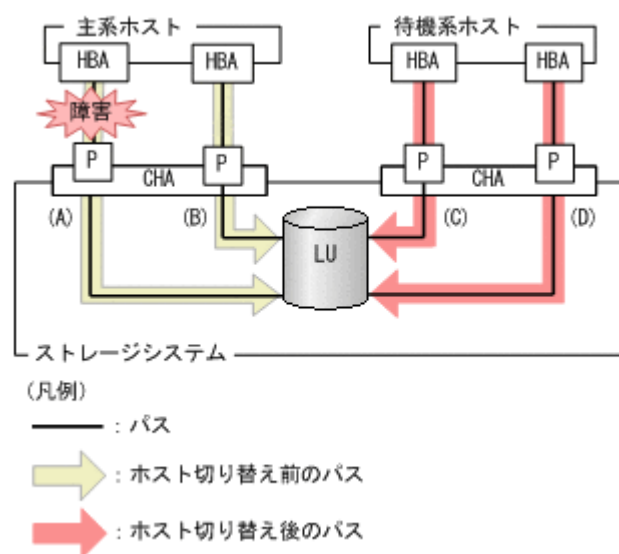 主系ホスト
待機系ホスト
HBA
HBA
HBA
HBA
障害
P
P
P
P
CHA
CHA
(A)
(B)
(C)
(D)
LU
ストレージシステム
(凡例)
：パス
：ホスト切り替え前のパス
：ホスト切り替え後のパス